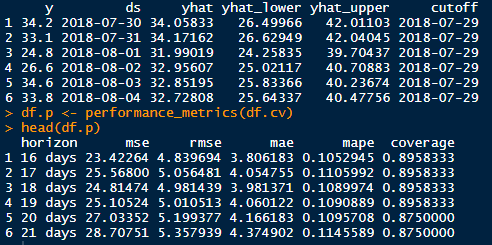 y ds yhat yhat_lower yhat_upper cutoff
1 34.2 2018-07-30 34.05833 26.49966 42.01103 2018-07-29
2 33.1 2018-07-31 34.17162 26.62949 42.04045 2018-07-29
3 24.8 2018-08-01 31.99019 24.25835 39.70437 2018-07-29
4 26.6 2018-08-02 32.95607 25.02117 40.70883 2018-07-29
5 34.6 2018-08-03 32.85195 25.83366 40.23674 2018-07-29
6 33.8 2018-08-04 32.72808 25.64337 40.47756 2018-07-29
> df.p <- performance_metrics(df.cv)
> head(df.p)
horizon mse rmse mae mape coverage
1 16 days 23.42264 4.839694 3.806183 0.1052945 0.8958333
2 17 days 25.56800 5.056481 4.054755 0.1105992 0.8958333
3 18 days 24.81474 4.981439 3.981371 0.1089974 0.8958333
4 19 days 25.10524 5.010513 4.060122 0.1090889 0.8958333
5 20 days 27.03352 5.199377 4.166183 0.1095708 0.8750000
6 21 days 28.70751 5.357939 4.374902 0.1145589 0.8750000